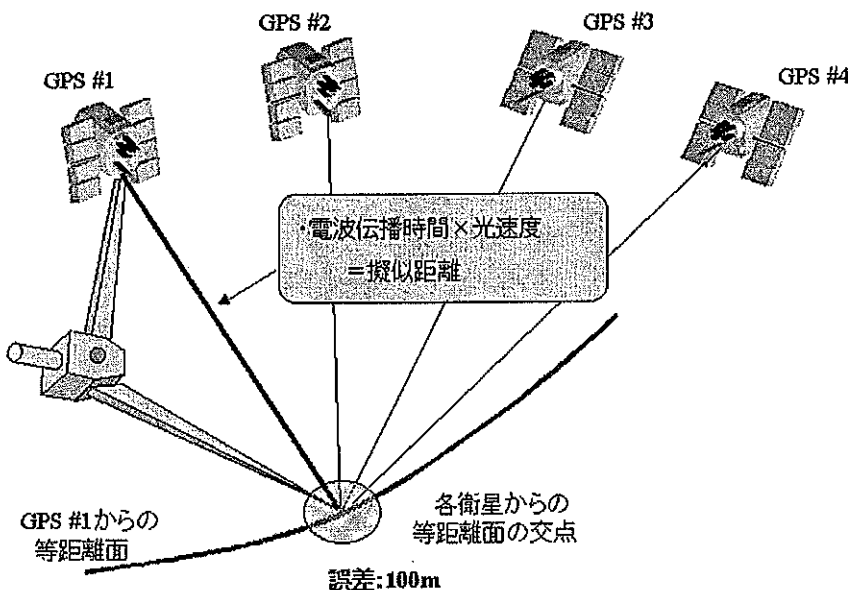 GPS #1
GPS #2
GPS #3
GPS #4
・電波伝播時間×光速度
＝擬似距離
GPS #1からの
等距離面
各衛星からの
等距離面の交点
誤差:100m